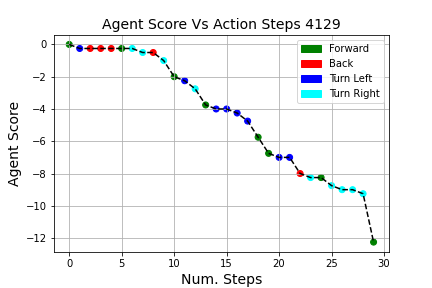 Agent Score Vs Action Steps 4129
Agent Score
0
−2
−4
−6
−8
−10
−12
Forward
Back
Turn Left
Turn Right
0 5 10 15 20 25 30
Num. Steps